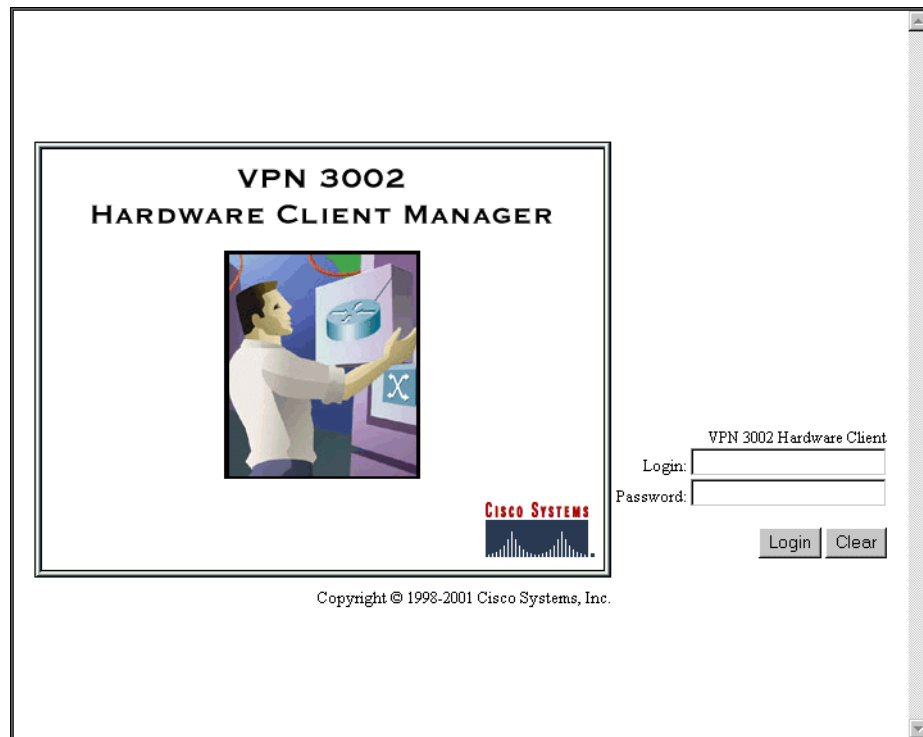 VPN 3002
HARDWARE CLIENT MANAGER
CISCO SYSTEMS
Copyright © 1998-2001 Cisco Systems, Inc.
VPN 3002 Hardware Client
Login:
Password:
Login Clear